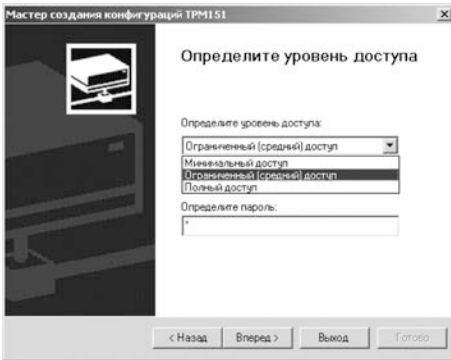 Мастер создания конфигураций ТРМ151
Определите уровень доступа
Определите уровень доступа:
Ограниченный (средний) доступ
Минимальный доступ
Ограниченный (средний) доступ
Полный доступ
Определите пароль:
*
< Назад Вперед > Выход Готово